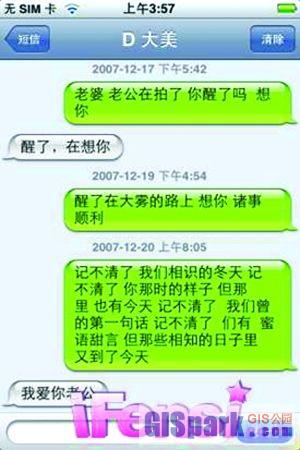 无 SIM 卡 上午3:57
短信 D 大美 清除
2007-12-17 下午5:42
老婆 老公在拍了 你醒了吗 想
你
醒了，在想你
2007-12-19 下午4:54
醒了在大雾的路上 想你 诸事
顺利
2007-12-20 上午8:05
记不清了 我们相识的冬天 记
不清了 你那时的样子 但那
里 也有今天 记不清了 我们曾
的第一句话 记不清了 们有 蜜
语甜言 但那些相知的日子里
又到了今天
我爱你老公
iFensi
GIS公园
GISpark.com